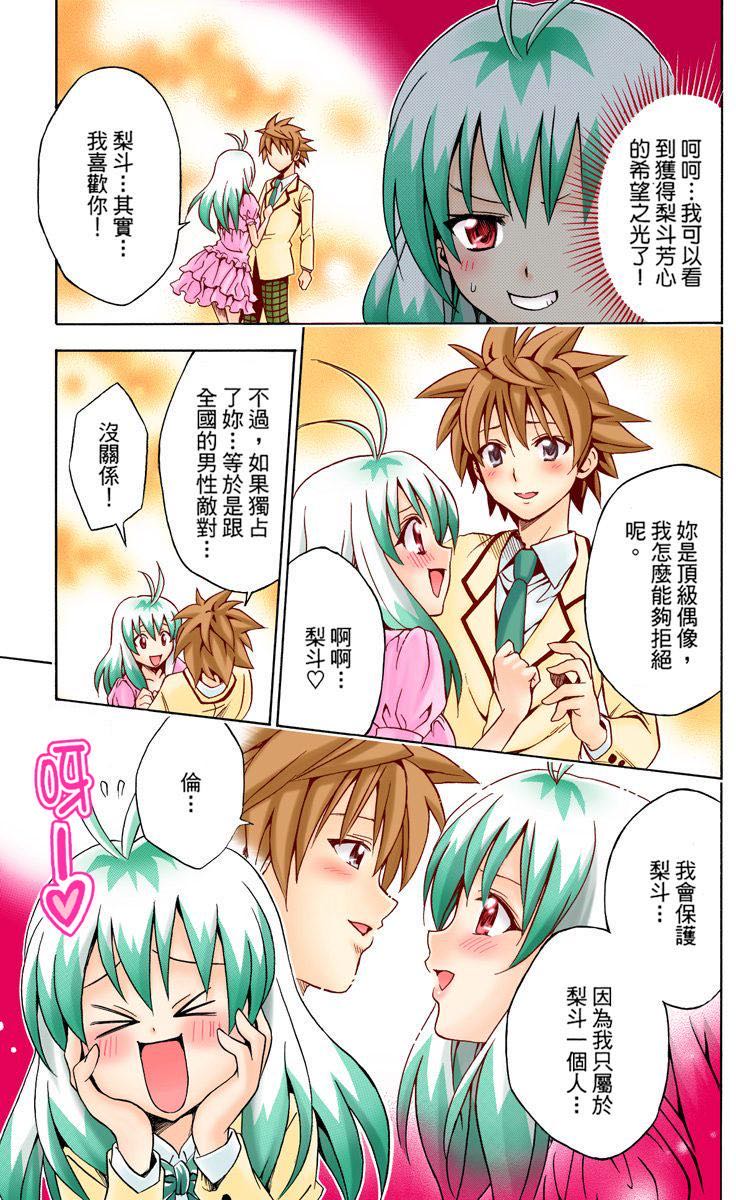 呵呵…我可以看
到獲得梨斗芳心
的希望之光了！
梨斗…其實…
我喜歡你！
妳是頂級偶像，
我怎麼能夠拒絕
呢。
啊啊…
梨斗♡
不過，如果獨占
了妳…等於是跟
全國的男性敵對…
沒關係！
我會保護
梨斗…
因為我只屬於
梨斗一個人…
倫…
呀—♡